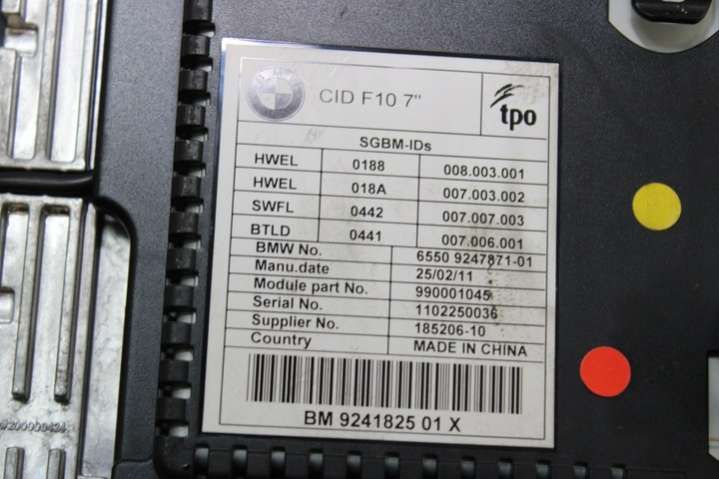 CID F10 7"
tpo
SGBM-IDs
HWEL 0188 008.003.001
HWEL 018A 007.003.002
SWFL 0442 007.007.003
BTLD 0441 007.006.001
BMW No. 6550 9247871-01
Manu.date 25/02/11
Module part No. 990001045
Serial No. 1102250036
Supplier No. 185206-10
Country MADE IN CHINA
BM 9241825 01 X